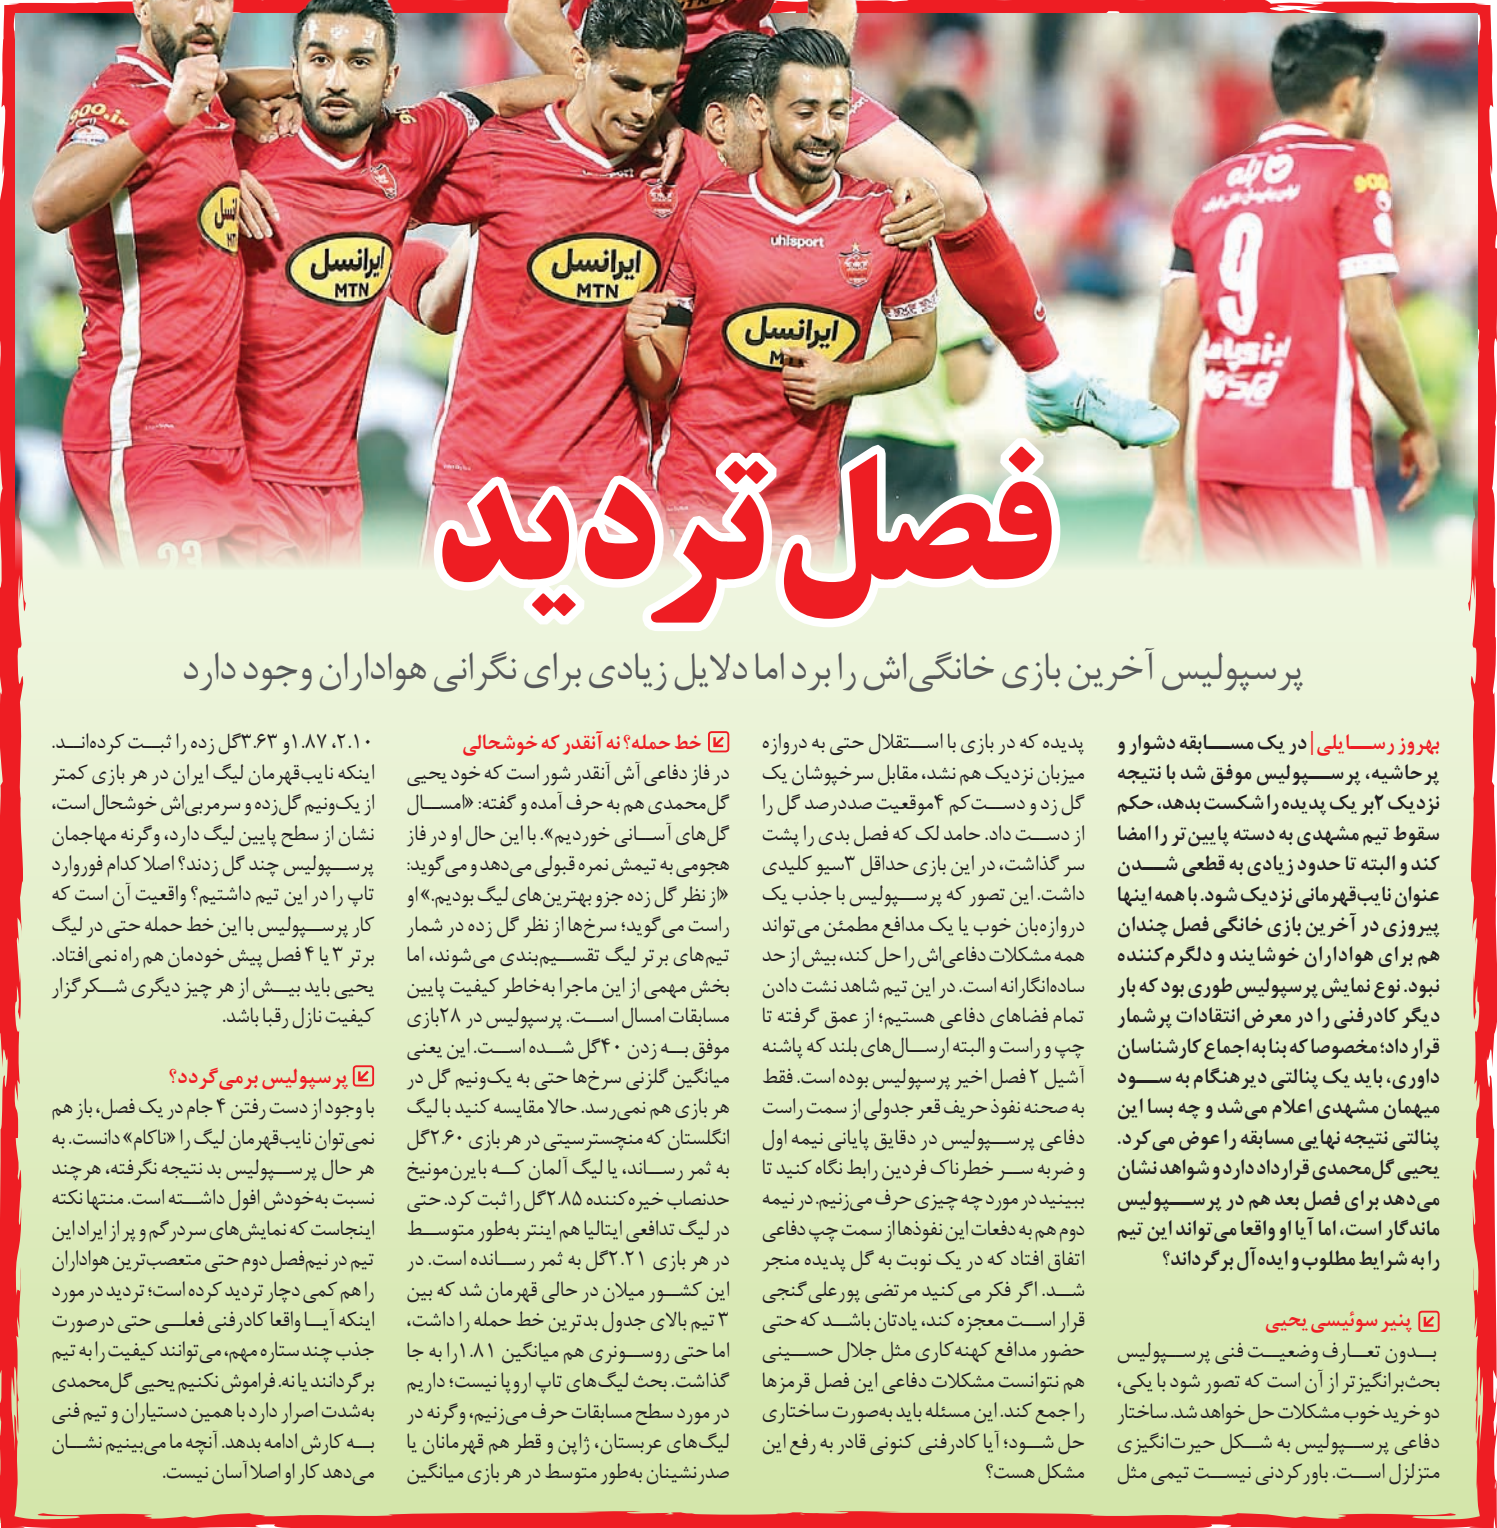 900.ir
ایرانسل
MTN
ایرانسل
MTN
uhlsport
ایرانسل
MTN
uhlsport
ایرانسل
900
9
23
فصل تردید
پرسپولیس آخرین بازی خانگی‌اش را برد اما دلایل زیادی برای نگرانی هواداران وجود دارد
بهروز رسایلی| در یک مسابقه دشوار و
پرحاشیه، پرسپولیس موفق شد با نتیجه
نزدیک ۲بر یک پدیده را شکست بدهد، حکم
سقوط تیم مشهدی به دسته پایین‌تر را امضا
کند و البته تا حدود زیادی به قطعی شدن
عنوان نایب‌قهرمانی نزدیک شود. با همه اینها
پیروزی در آخرین بازی خانگی فصل چندان
هم برای هواداران خوشایند و دلگرم‌کننده
نبود. نوع نمایش پرسپولیس طوری بود که بار
دیگر کادرفنی را در معرض انتقادات پرشمار
قرار داد؛ مخصوصا که بنا به اجماع کارشناسان
داوری، باید یک پنالتی دیرهنگام به سود
میهمان مشهدی اعلام می‌شد و چه بسا این
پنالتی نتیجه نهایی مسابقه را عوض می‌کرد.
یحیی گل‌محمدی قرارداد دارد و شواهد نشان
می‌دهد برای فصل بعد هم در پرسپولیس
ماندگار است، اما آیا او واقعا می‌تواند این تیم
را به شرایط مطلوب و ایده‌آل برگرداند؟
پنیر سوئیسی یحیی
بدون تعارف وضعیت فنی پرسپولیس
بحث‌برانگیزتر از آن است که تصور شود با یکی،
دو خرید خوب مشکلات حل خواهد شد. ساختار
دفاعی پرسپولیس به شکل حیرت‌انگیزی
متزلزل است. باور کردنی نیست تیمی مثل
پدیده که در بازی با استقلال حتی به دروازه
میزبان نزدیک هم نشد، مقابل سرخپوشان یک
گل زد و دست‌کم ۴موقعیت صددرصد گل را
از دست داد. حامد لک که فصل بدی را پشت
سر گذاشت، در این بازی حداقل ۳سیو کلیدی
داشت. این تصور که پرسپولیس با جذب یک
دروازه‌بان خوب یا یک مدافع مطمئن می‌تواند
همه مشکلات دفاعی‌اش را حل کند، بیش از حد
ساده‌انگارانه است. در این تیم شاهد نشت دادن
تمام فضاهای دفاعی هستیم؛ از عمق گرفته تا
چپ و راست و البته ارسال‌های بلند که پاشنه
آشیل ۲ فصل اخیر پرسپولیس بوده است. فقط
به صحنه نفوذ حریف قعر جدولی از سمت راست
دفاعی پرسپولیس در دقایق پایانی نیمه اول
و ضربه سر خطرناک فردین رابط نگاه کنید تا
ببینید در مورد چه چیزی حرف می‌زنیم. در نیمه
دوم هم به دفعات این نفوذها از سمت چپ دفاعی
اتفاق افتاد که در یک نوبت به گل پدیده منجر
شد. اگر فکر می‌کنید مرتضی پورعلی‌گنجی
قرار است معجزه کند، یادتان باشد که حتی
حضور مدافع کهنه‌کاری مثل جلال حسینی
هم نتوانست مشکلات دفاعی این فصل قرمزها
را جمع کند. این مسئله باید به‌صورت ساختاری
حل شود؛ آیا کادرفنی کنونی قادر به رفع این
مشکل هست؟
خط حمله؟ نه آنقدر که خوشحالی
در فاز دفاعی آش آنقدر شور است که خود یحیی
گل‌محمدی هم به حرف آمده و گفته: «امسال
گل‌های آسانی خوردیم». با این حال او در فاز
هجومی به تیمش نمره قبولی می‌دهد و می‌گوید:
«از نظر گل زده جزو بهترین‌های لیگ بودیم.» او
راست می‌گوید؛ سرخ‌ها از نظر گل زده در شمار
تیم‌های برتر لیگ تقسیم‌بندی می‌شوند، اما
بخش مهمی از این ماجرا به‌خاطر کیفیت پایین
مسابقات امسال است. پرسپولیس در ۲۸بازی
موفق به زدن ۴۰گل شده است. این یعنی
میانگین گلزنی سرخ‌ها حتی به یک‌ونیم گل در
هر بازی هم نمی‌رسد. حالا مقایسه کنید با لیگ
انگلستان که منچسترسیتی در هر بازی ۲.۶۰گل
به ثمر رساند، یا لیگ آلمان که بایرن‌مونیخ
حدنصاب خیره‌کننده ۲.۸۵گل را ثبت کرد. حتی
در لیگ تدافعی ایتالیا هم اینتر به‌طور متوسط
در هر بازی ۲.۲۱گل به ثمر رسانده است. در
این کشور میلان در حالی قهرمان شد که بین
۳ تیم بالای جدول بدترین خط حمله را داشت،
اما حتی روسونری هم میانگین ۱.۸۱را به جا
گذاشت. بحث لیگ‌های تاپ اروپا نیست؛ داریم
در مورد سطح مسابقات حرف می‌زنیم، وگرنه در
لیگ‌های عربستان، ژاپن و قطر هم قهرمانان یا
صدرنشینان به‌طور متوسط در هر بازی میانگین
۲.۱۰، ۱.۸۷و ۳.۶۳گل زده را ثبت کرده‌اند.
اینکه نایب‌قهرمان لیگ ایران در هر بازی کمتر
از یک‌ونیم گل‌زده و سرمربی‌اش خوشحال است،
نشان از سطح پایین لیگ دارد، وگرنه مهاجمان
پرسپولیس چند گل زدند؟ اصلا کدام فوروارد
تاپ را در این تیم داشتیم؟ واقعیت آن است که
کار پرسپولیس با این خط حمله حتی در لیگ
برتر ۳ یا ۴ فصل پیش خودمان هم راه نمی‌افتاد.
یحیی باید بیش از هر چیز دیگری شکرگزار
کیفیت نازل رقبا باشد.
پرسپولیس برمی‌گردد؟
با وجود از دست رفتن ۴ جام در یک فصل، باز هم
نمی‌توان نایب‌قهرمان لیگ را «ناکام» دانست. به
هر حال پرسپولیس بد نتیجه نگرفته، هرچند
نسبت به‌خودش افول داشته است. منتها نکته
اینجاست که نمایش‌های سردرگم و پر از ایراد این
تیم در نیم‌فصل دوم حتی متعصب‌ترین هواداران
را هم کمی دچار تردید کرده است؛ تردید در مورد
اینکه آیا واقعا کادرفنی فعلی حتی درصورت
جذب چند ستاره مهم، می‌توانند کیفیت را به تیم
برگردانند یا نه. فراموش نکنیم یحیی گل‌محمدی
به‌شدت اصرار دارد با همین دستیاران و تیم فنی
به کارش ادامه بدهد. آنچه ما می‌بینیم نشان
می‌دهد کار او اصلا آسان نیست.